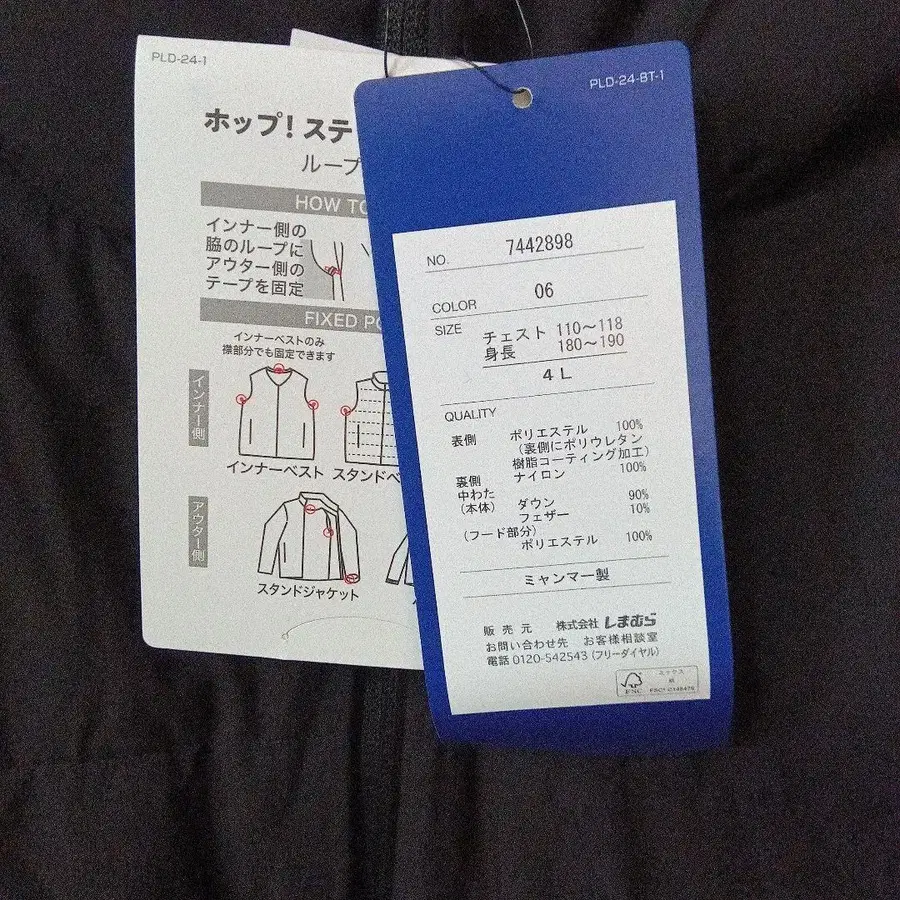 PLD-24-1
ホップ！ステ
ループ
HOW TO
インナー側の
脇のループに
アウター側の
テープを固定
FIXED PO
インナーベストのみ
襟部分でも固定できます
インナー側
インナーベスト スタンドベ
アウター側
スタンドジャケット
PLD-24-BT-1
NO. 7442898
COLOR 06
SIZE
チェスト 110～118
身長 180～190
4L
QUALITY
表側 ポリエステル 100%
（裏側にポリウレタン
樹脂コーティング加工）
裏側 ナイロン 100%
中わた
（本体） ダウン 90%
フェザー 10%
（フード部分）
ポリエステル 100%
ミャンマー製
販売元 株式会社 しまむら
お問い合わせ先 お客様相談室
電話 0120-542543（フリーダイヤル）
ミックス
紙
FSC